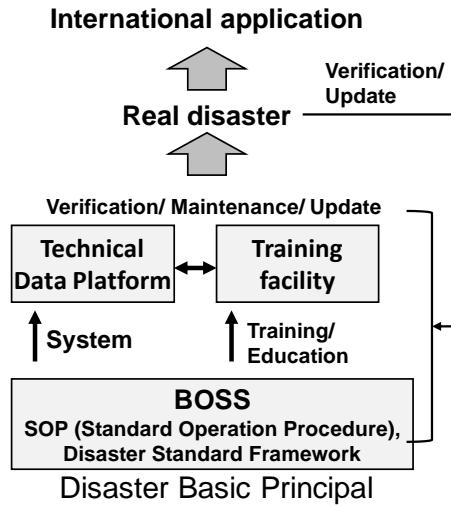 International application
Verification/
Update
Real disaster
Verification/ Maintenance/ Update
Technical
Data Platform
Training
facility
System
Training/
Education
BOSS
SOP (Standard Operation Procedure),
Disaster Standard Framework
Disaster Basic Principal